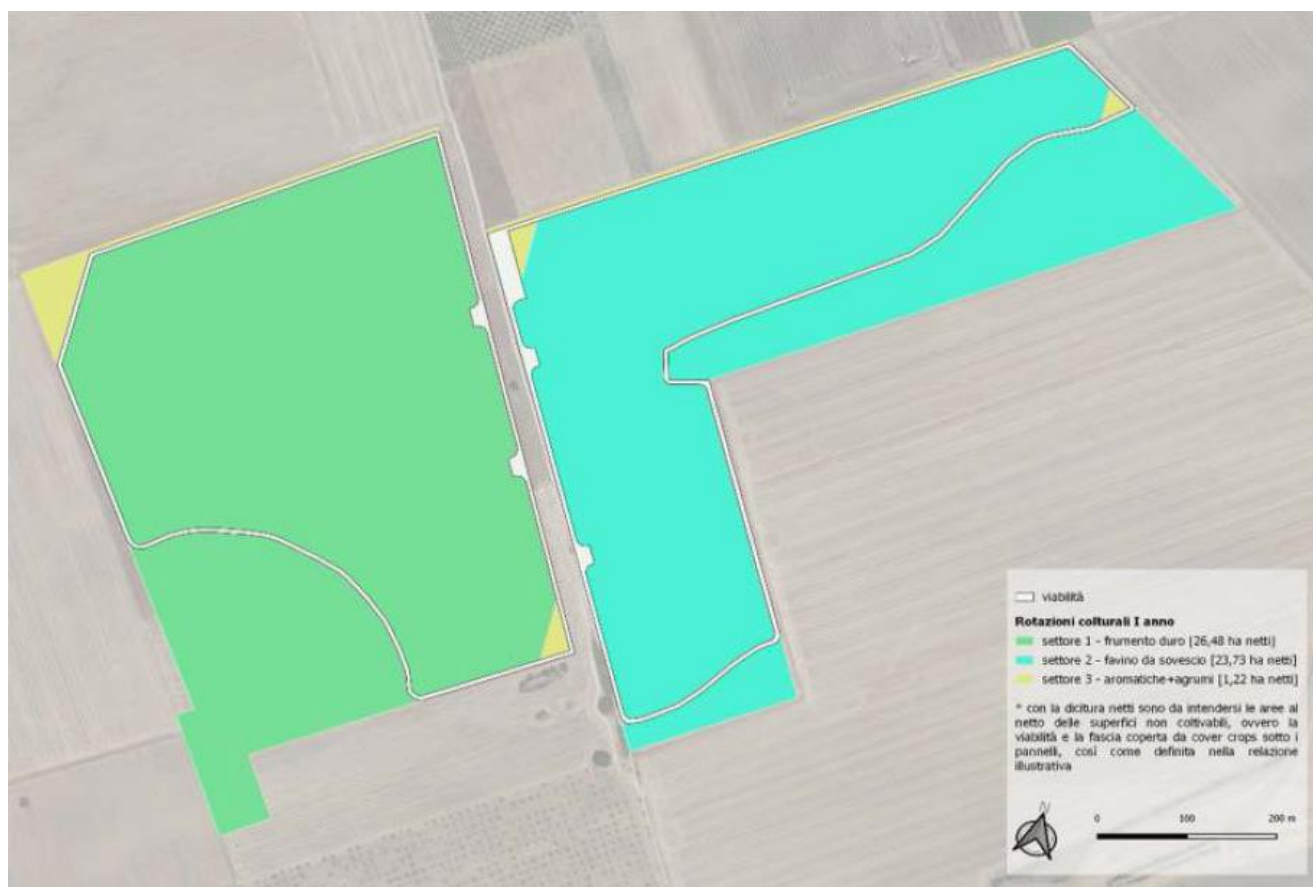 viabilità
Rotazioni colturali I anno
settore 1 - frumento duro [26,48 ha netti]
settore 2 - favino da sovescio [23,73 ha netti]
settore 3 - aromatiche+agrumi [1,22 ha netti]
* con la dicitura netti sono da intendersi le aree al
netto delle superfici non coltivabili, ovvero la
viabilità e la fascia coperta da cover crops sotto i
pannelli, così come definita nella relazione
illustrativa
N
0 100 200 m